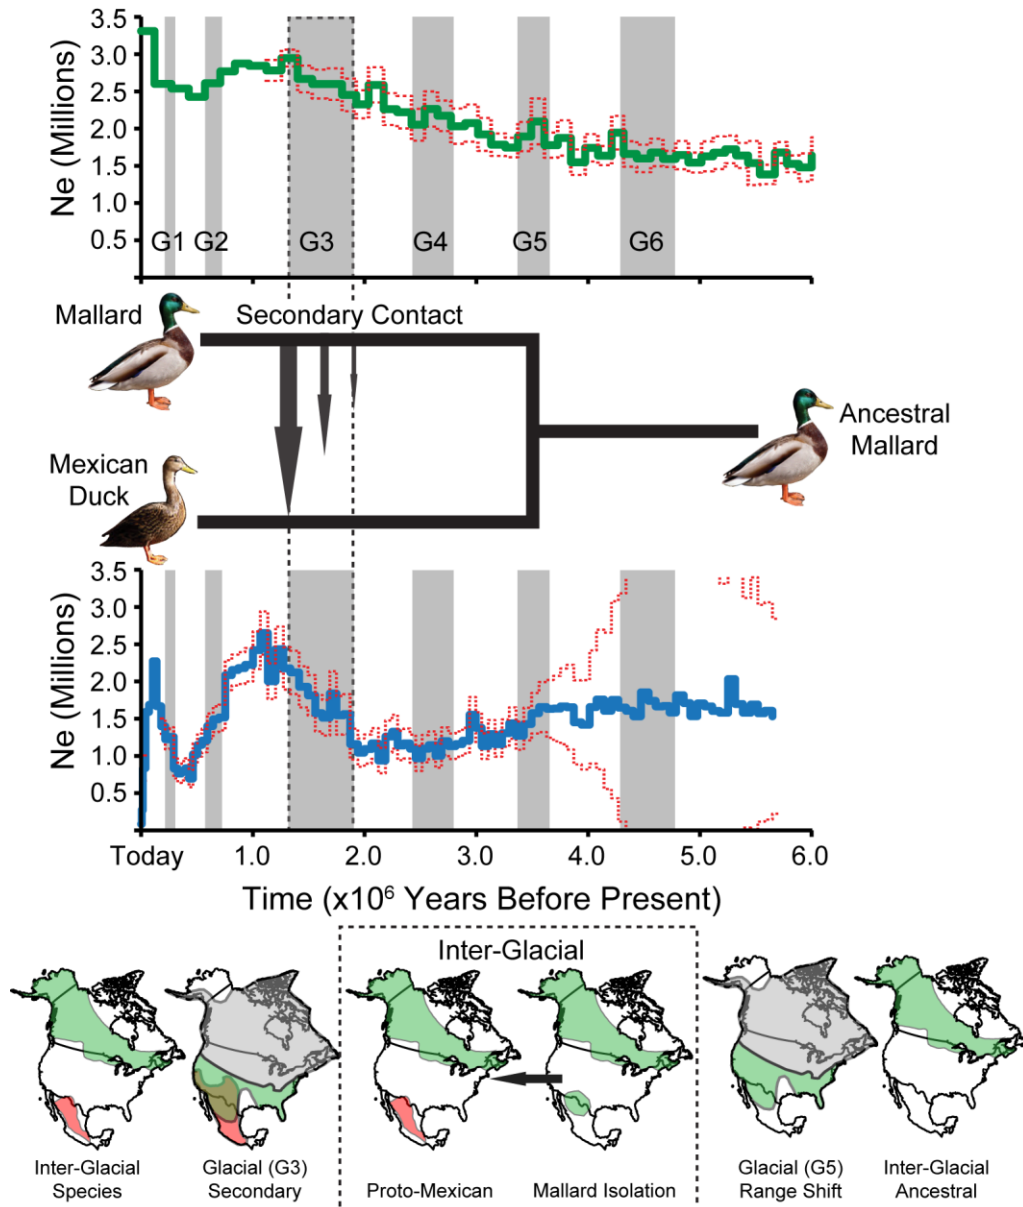 3.5
3.0
2.5
2.0
1.5
1.0
0.5
Ne (Millions)
G1 G2 G3 G4 G5 G6
Mallard
Secondary Contact
Ancestral
Mallard
Mexican
Duck
3.5
3.0
2.5
2.0
1.5
1.0
0.5
Ne (Millions)
Today 1.0 2.0 3.0 4.0 5.0 6.0
Time (x10⁶ Years Before Present)
Inter-Glacial
Inter-Glacial
Species
Glacial (G3)
Secondary
Proto-Mexican
Mallard Isolation
Glacial (G5)
Range Shift
Inter-Glacial
Ancestral